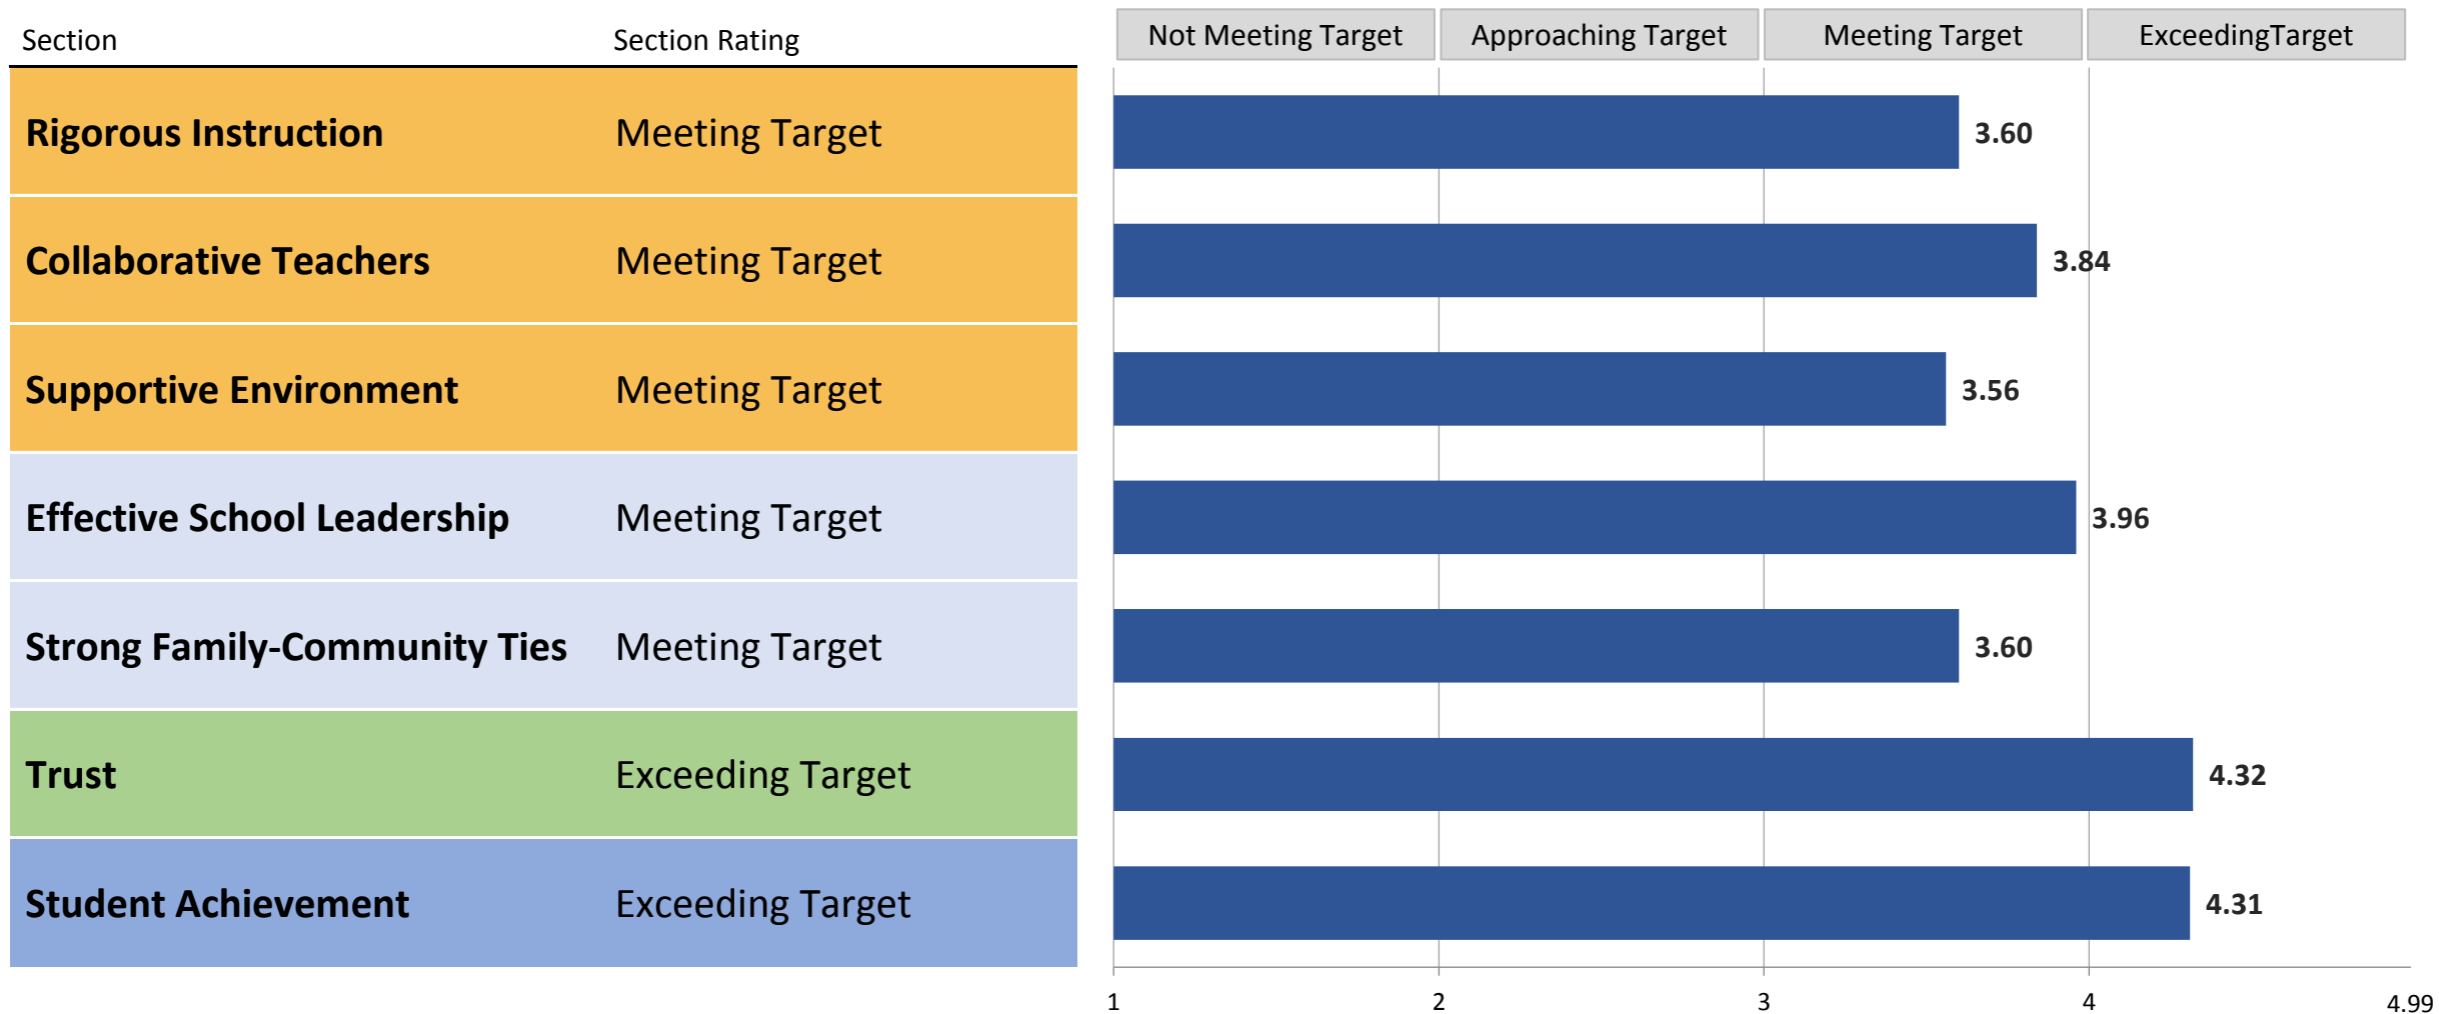 Section Section Rating Not Meeting Target Approaching Target Meeting Target ExceedingTarget
Rigorous Instruction Meeting Target 3.60
Collaborative Teachers Meeting Target 3.84
Supportive Environment Meeting Target 3.56
Effective School Leadership Meeting Target 3.96
Strong Family-Community Ties Meeting Target 3.60
Trust Exceeding Target 4.32
Student Achievement Exceeding Target 4.31
1 2 3 4 4.99